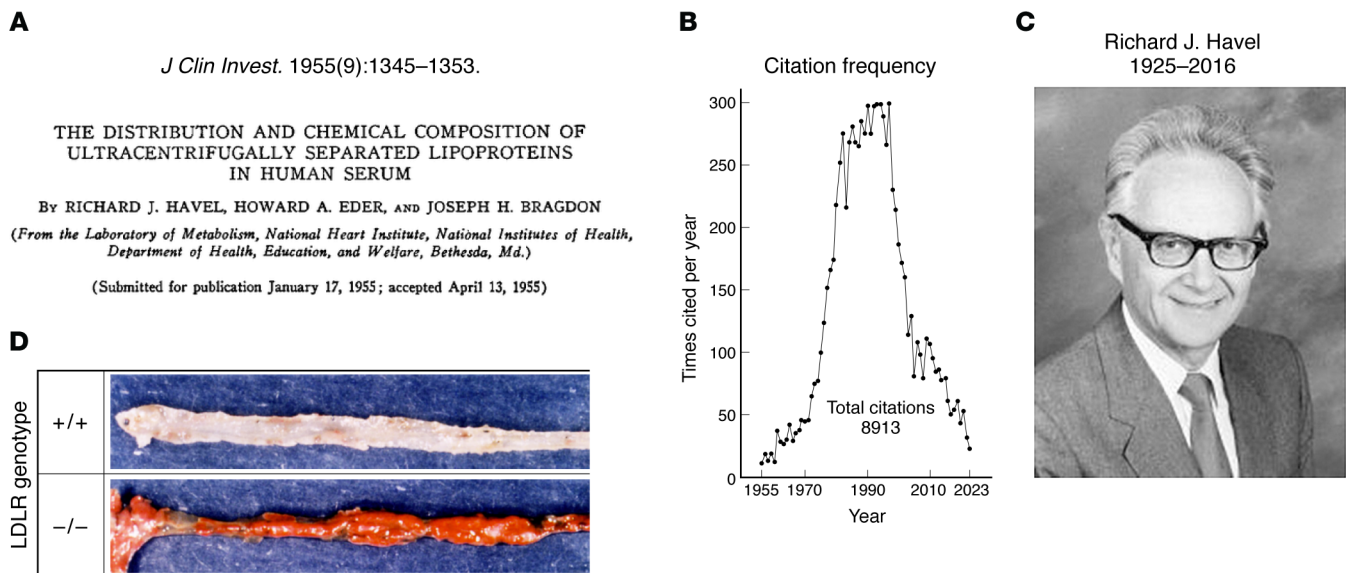 A
J Clin Invest. 1955(9):1345–1353.
THE DISTRIBUTION AND CHEMICAL COMPOSITION OF
ULTRACENTRIFUGALLY SEPARATED LIPOPROTEINS
IN HUMAN SERUM
By RICHARD J. HAVEL, HOWARD A. EDER, AND JOSEPH H. BRAGDON
(From the Laboratory of Metabolism, National Heart Institute, National Institutes of Health,
Department of Health, Education, and Welfare, Bethesda, Md.)
(Submitted for publication January 17, 1955; accepted April 13, 1955)
B
Citation frequency
Times cited per year
300
250
200
150
100
50
0
Total citations
8913
1955 1970 1990 2010 2023
Year
C
Richard J. Havel
1925–2016
D
LDLR genotype
+/+
–/–